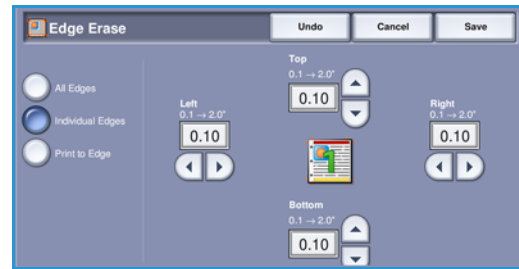 Edge Erase
Undo
Cancel
Save
All Edges
Individual Edges
Print to Edge
Left
0.1 → 2.0"
0.10
Top
0.1 → 2.0"
0.10
1
Right
0.1 → 2.0"
0.10
Bottom
0.1 → 2.0"
0.10